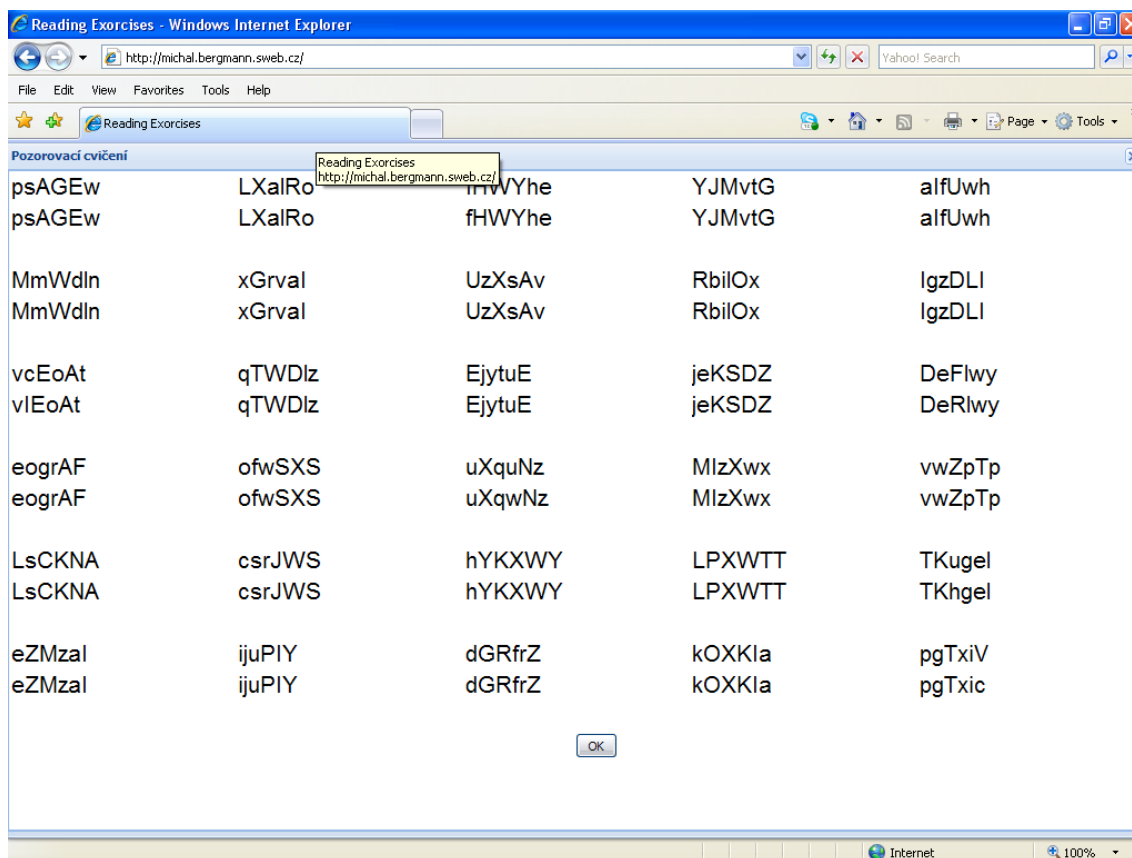 Reading Exorcises - Windows Internet Explorer
http://michal.bergmann.sweb.cz/ Yahoo! Search
File Edit View Favorites Tools Help
Reading Exorcises Page Tools
Pozorovací cvičení
Reading Exorcises
http://michal.bergmann.sweb.cz/
psAGEw LXalRo fHWYhe YJMvtG alfUwh
psAGEw LXalRo fHWYhe YJMvtG alfUwh
MmWdln xGrval UzXsAv RbilOx IgzDLI
MmWdln xGrval UzXsAv RbilOx IgzDLI
vcEoAt qTWDlz EjytuE jeKSDZ DeFlwy
vlEoAt qTWDlz EjytuE jeKSDZ DeRlwy
eogrAF ofwSXS uXquNz MIzXwx vwZpTp
eogrAF ofwSXS uXqwNz MIzXwx vwZpTp
LsCKNA csrJWS hYKXWY LPXWTT TKugel
LsCKNA csrJWS hYKXWY LPXWTT TKhgel
eZMzal ijuPIY dGRfrZ kOXKla pgTxiV
eZMzal ijuPIY dGRfrZ kOXKla pgTxic
OK
Internet 100%